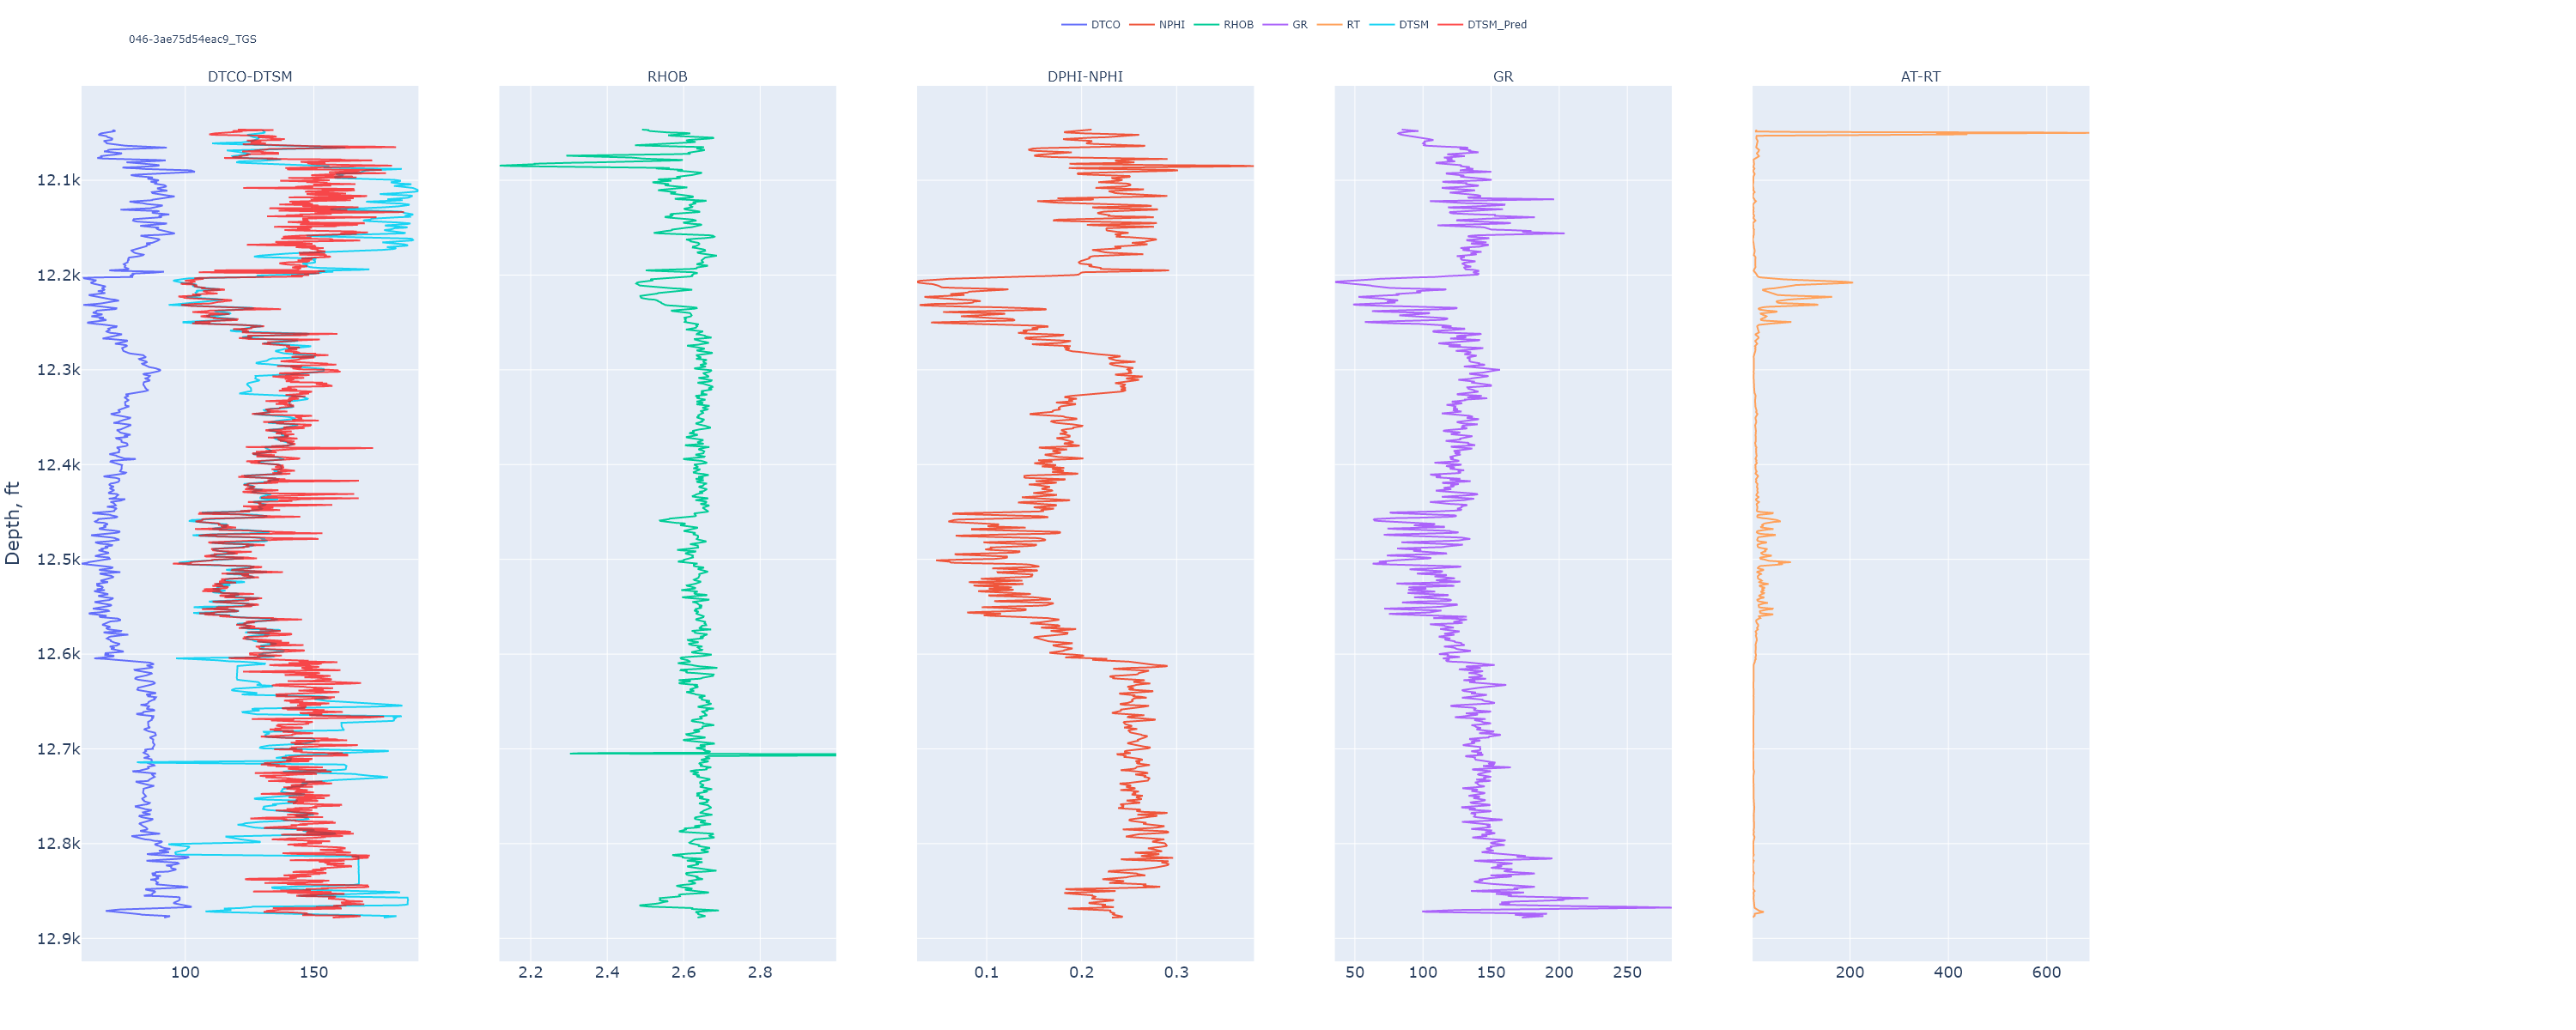 DTCO NPHI RHOB GR RT DTSM DTSM_Pred
046-3ae75d54eac9_TGS
DTCO-DTSM RHOB DPHI-NPHI GR AT-RT
12.1k
12.2k
12.3k
12.4k
12.5k
12.6k
12.7k
12.8k
12.9k
Depth, ft
100 150 2.2 2.4 2.6 2.8 0.1 0.2 0.3 50 100 150 200 250 200 400 600